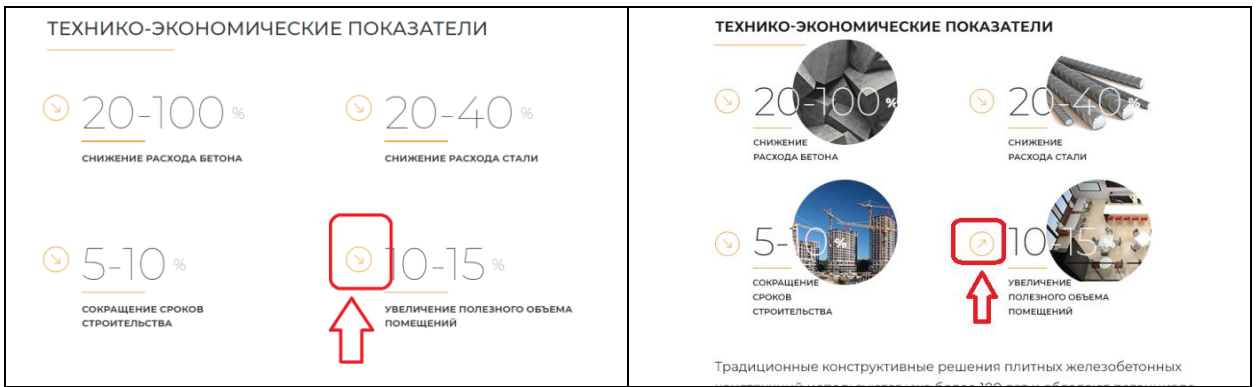 ТЕХНИКО-ЭКОНОМИЧЕСКИЕ ПОКАЗАТЕЛИ
20-100 %
СНИЖЕНИЕ РАСХОДА БЕТОНА
20-40 %
СНИЖЕНИЕ РАСХОДА СТАЛИ
5-10 %
СОКРАЩЕНИЕ СРОКОВ
СТРОИТЕЛЬСТВА
10-15 %
УВЕЛИЧЕНИЕ ПОЛЕЗНОГО ОБЪЕМА
ПОМЕЩЕНИЙ
ТЕХНИКО-ЭКОНОМИЧЕСКИЕ ПОКАЗАТЕЛИ
20-100 %
СНИЖЕНИЕ
РАСХОДА БЕТОНА
20-40 %
СНИЖЕНИЕ
РАСХОДА СТАЛИ
5-10 %
СОКРАЩЕНИЕ
СРОКОВ
СТРОИТЕЛЬСТВА
10-15 %
УВЕЛИЧЕНИЕ
ПОЛЕЗНОГО ОБЪЕМА
ПОМЕЩЕНИЙ
Традиционные конструктивные решения плитных железобетонных